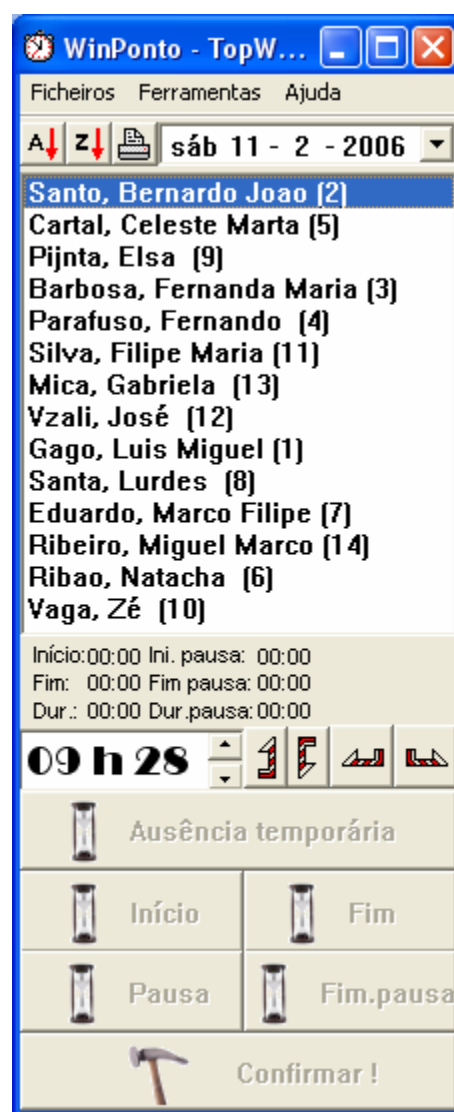 WinPonto - TopW...
Ficheiros Ferramentas Ajuda
A Z sáb 11 - 2 - 2006
Santo, Bernardo Joao (2)
Cartal, Celeste Marta (5)
Pijnta, Elsa (9)
Barbosa, Fernanda Maria (3)
Parafuso, Fernando (4)
Silva, Filipe Maria (11)
Mica, Gabriela (13)
Vzali, José (12)
Gago, Luis Miguel (1)
Santa, Lurdes (8)
Eduardo, Marco Filipe (7)
Ribeiro, Miguel Marco (14)
Ribao, Natacha (6)
Vaga, Zé (10)
Início: 00:00 Ini. pausa: 00:00
Fim: 00:00 Fim pausa: 00:00
Dur.: 00:00 Dur.pausa: 00:00
09 h 28
Ausência temporária
Início Fim
Pausa Fim.pausa
Confirmar !